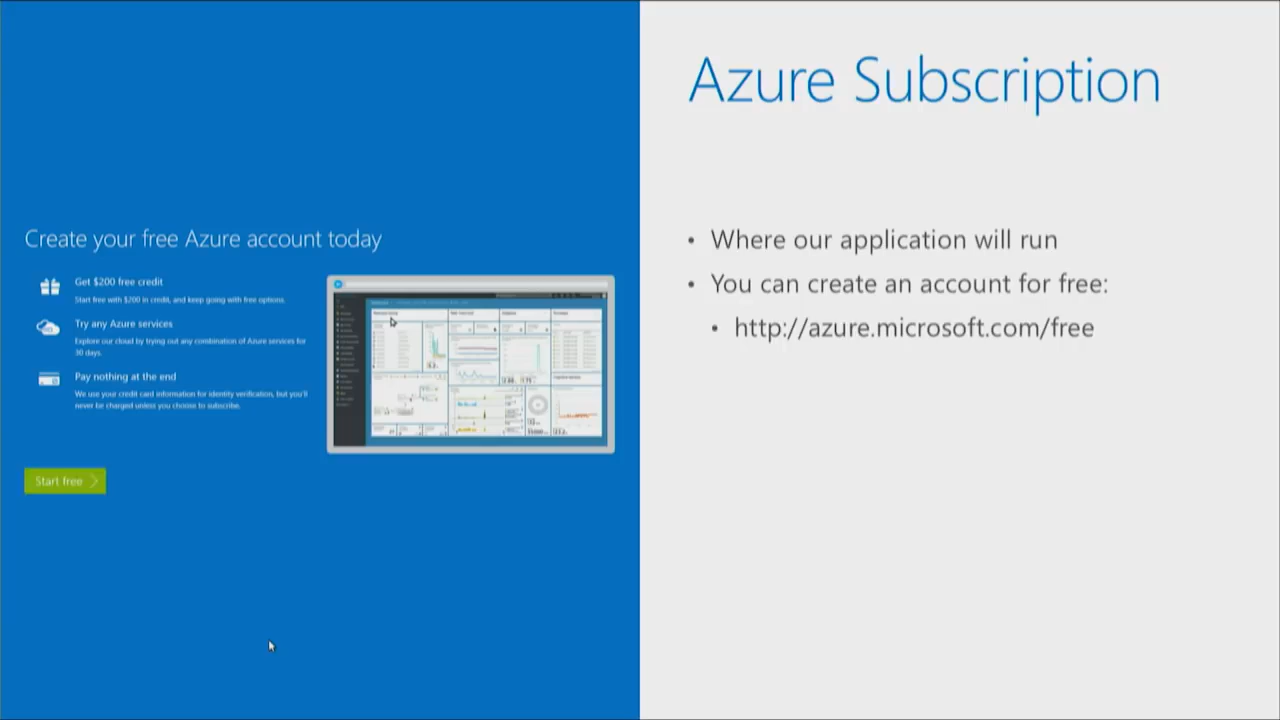 Create your free Azure account today
Get $200 free credit
Start free with $200 in credit, and keep going with free options.
Try any Azure services
Explore our cloud by trying out any combination of Azure services for
30 days.
Pay nothing at the end
We use your credit card information for identity verification, but you'll
never be charged unless you choose to subscribe.
Start free
Azure Subscription
• Where our application will run
• You can create an account for free:
• http://azure.microsoft.com/free